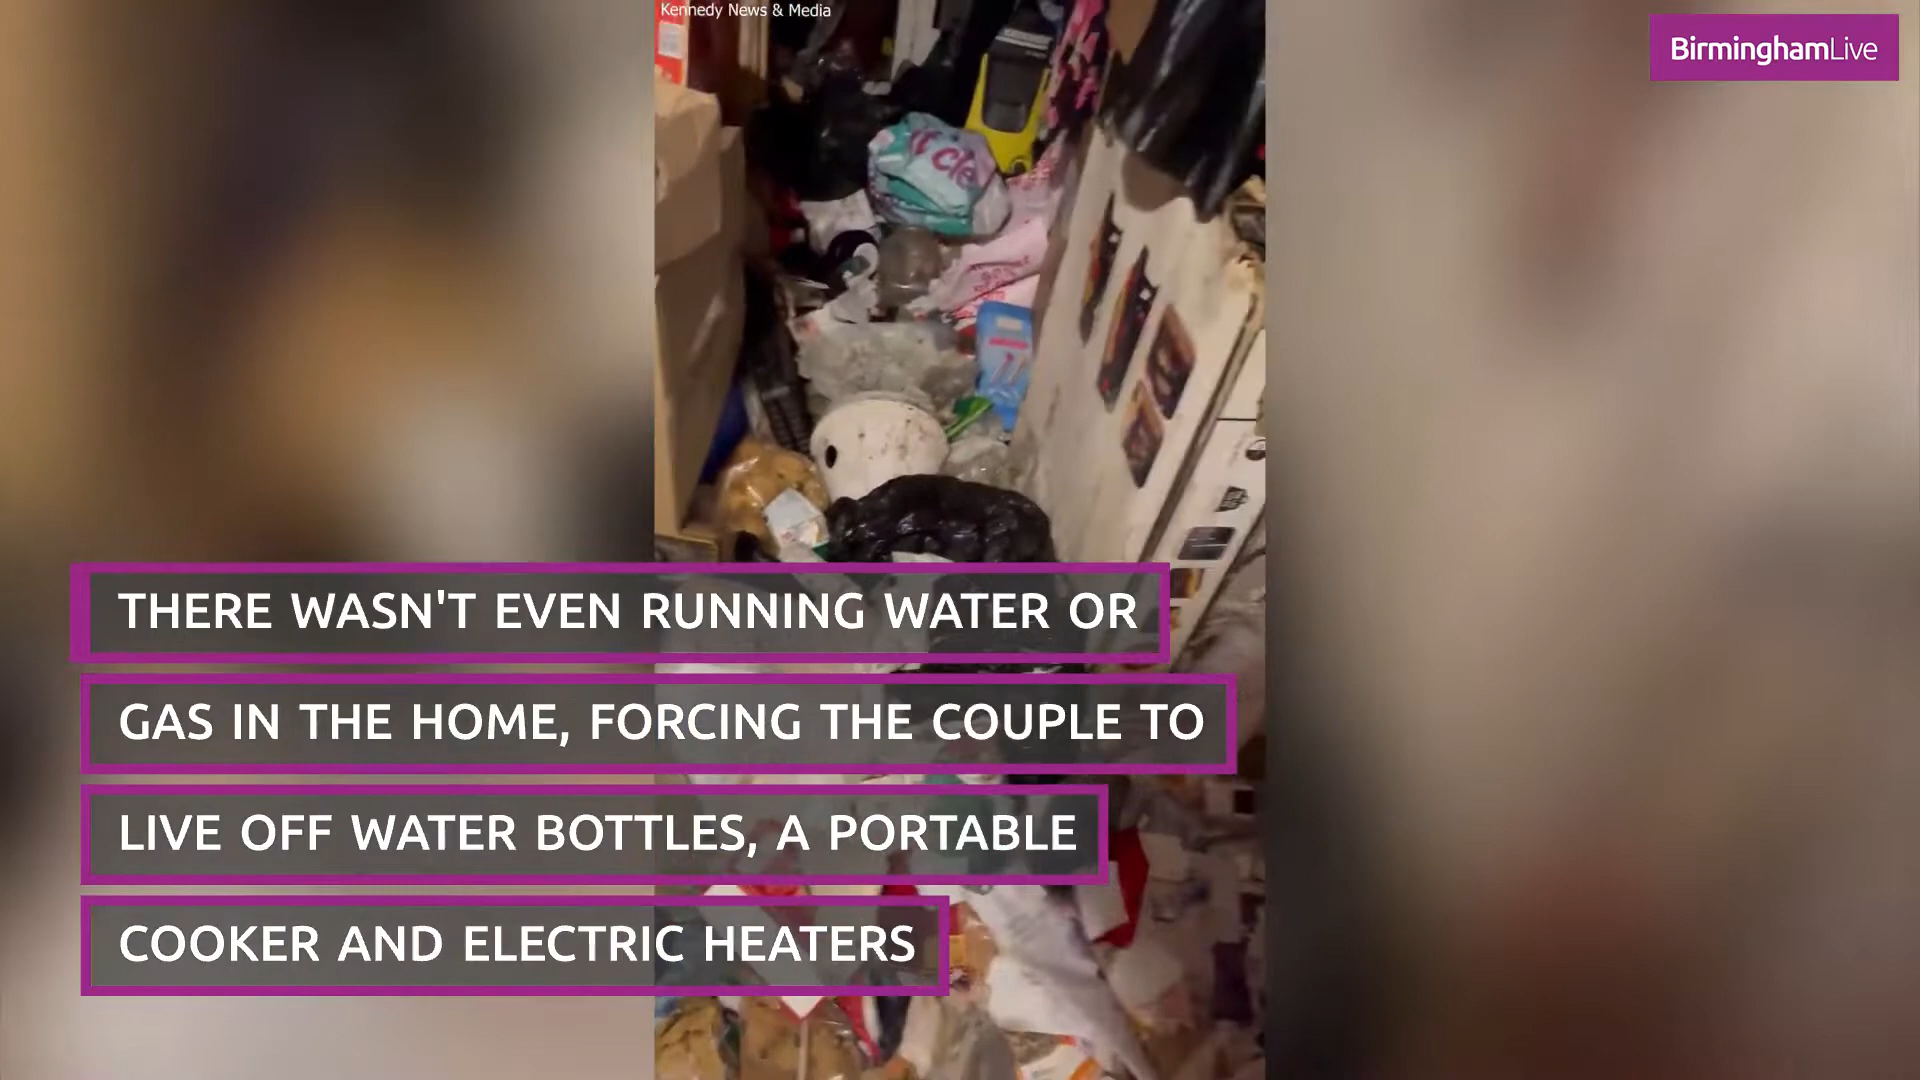 Kennedy News & Media
BirminghamLive
THERE WASN'T EVEN RUNNING WATER OR
GAS IN THE HOME, FORCING THE COUPLE TO
LIVE OFF WATER BOTTLES, A PORTABLE
COOKER AND ELECTRIC HEATERS